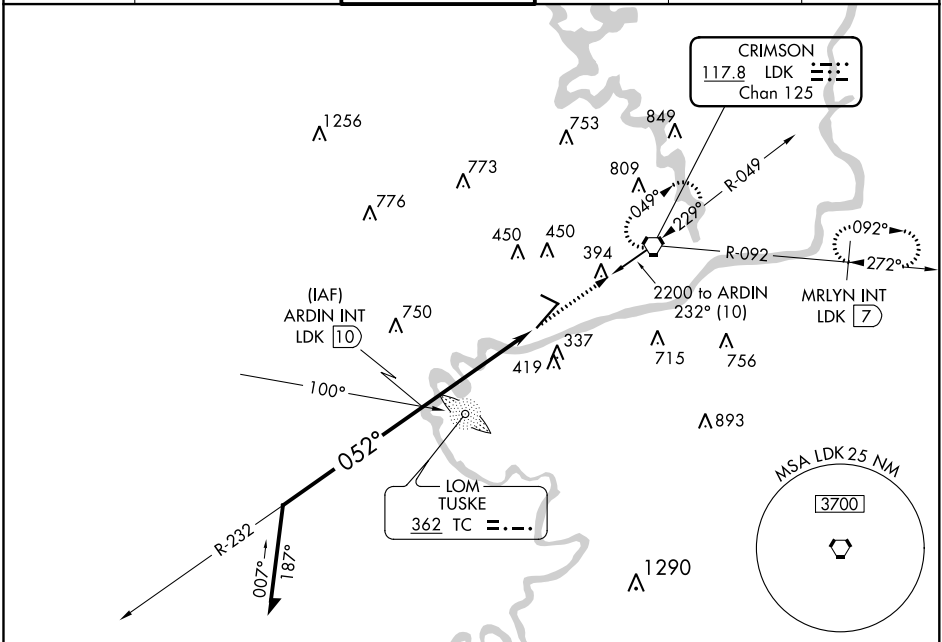 CRIMSON
117.8 LDK
Chan 125
1256
753
849
773
809
776
049°
R-049
229°
450
450
394
R-092
092°
272°
(IAF)
ARDIN INT
LDK 10
750
2200 to ARDIN
232° (10)
MRLYN INT
LDK 7
337
419
715
756
100°
893
052°
MSA LDK 25 NM
3700
LOM
TUSKE
362 TC
R-232
007°
187°
1290